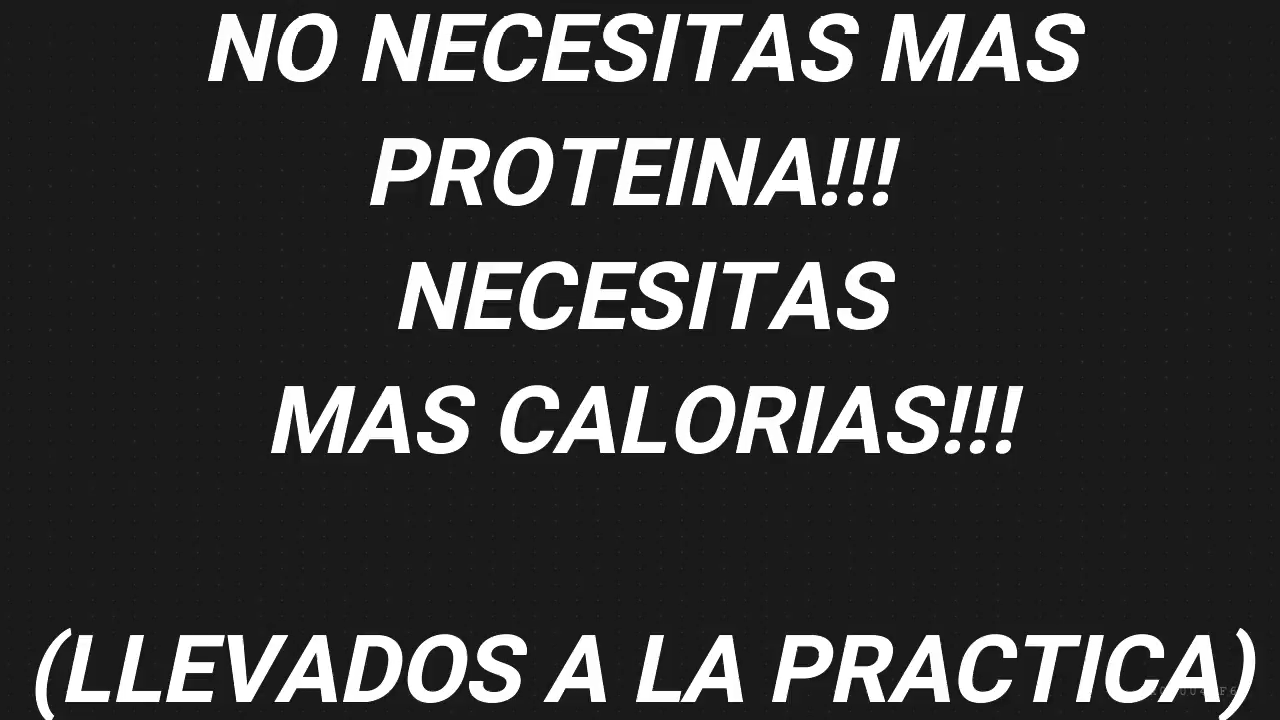 NO NECESITAS MAS
PROTEINA!!!
NECESITAS
MAS CALORIAS!!!
(LLEVADOS A LA PRACTICA)